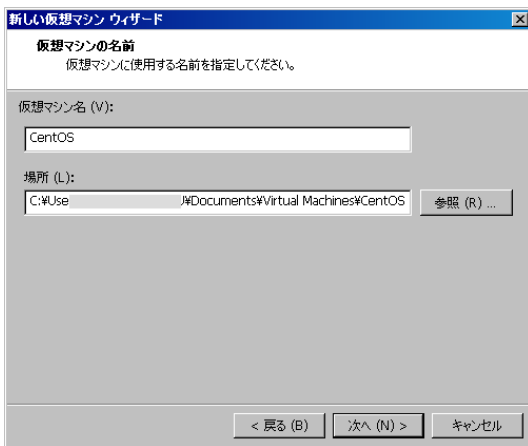 新しい仮想マシン ウィザード
仮想マシンの名前
仮想マシンに使用する名前を指定してください。
仮想マシン名 (V):
CentOS
場所 (L):
C:¥Use ¥Documents¥Virtual Machines¥CentOS
参照 (R) ...
< 戻る (B) 次へ (N) > キャンセル